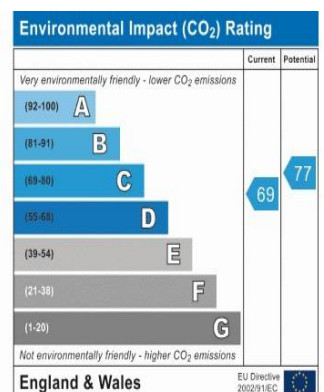 Environmental Impact (CO₂) Rating
Current Potential
Very environmentally friendly - lower CO₂ emissions
(92-100) A
(81-91) B
(69-80) C
(55-68) D
(39-54) E
(21-38) F
(1-20) G
69
77
Not environmentally friendly - higher CO₂ emissions
England & Wales
EU Directive
2002/91/EC